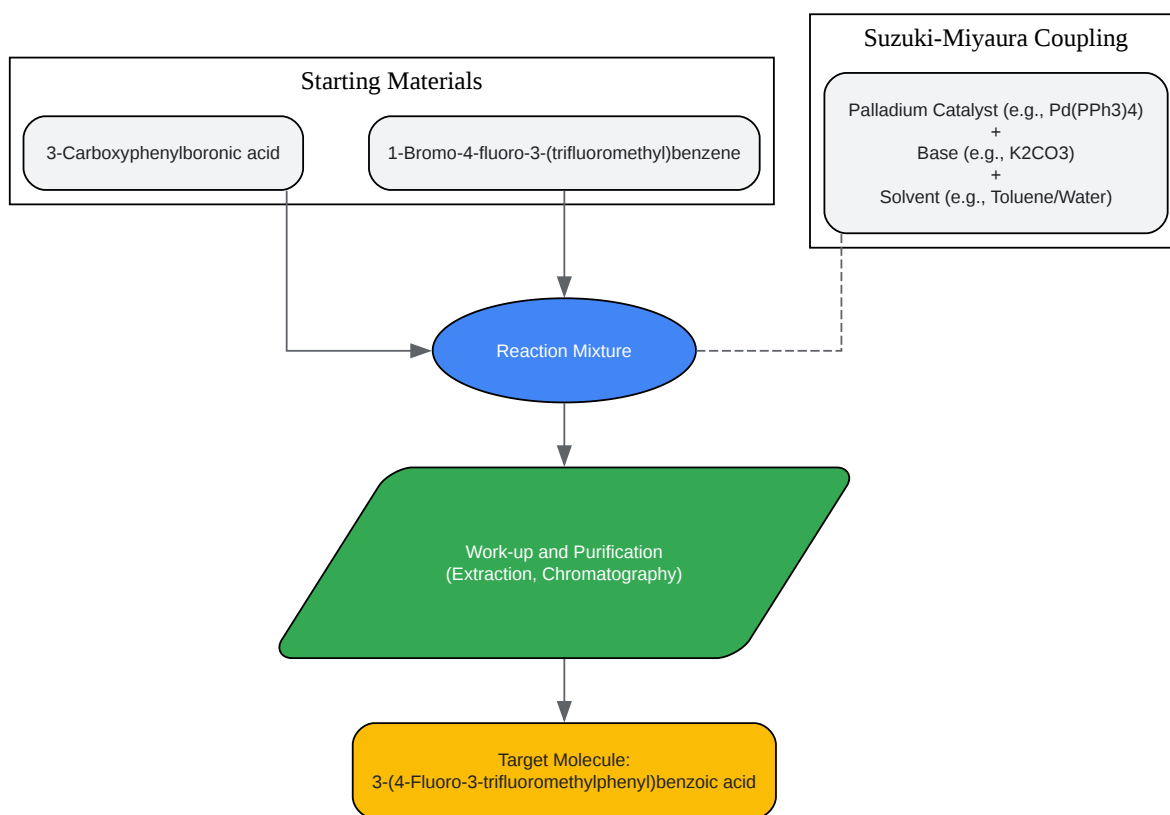 Suzuki-Miyaura Coupling
Starting Materials
Palladium Catalyst (e.g., Pd(PPh3)4)
+
Base (e.g., K2CO3)
+
Solvent (e.g., Toluene/Water)
3-Carboxyphenylboronic acid
1-Bromo-4-fluoro-3-(trifluoromethyl)benzene
Reaction Mixture
Work-up and Purification
(Extraction, Chromatography)
Target Molecule:
3-(4-Fluoro-3-trifluoromethylphenyl)benzoic acid